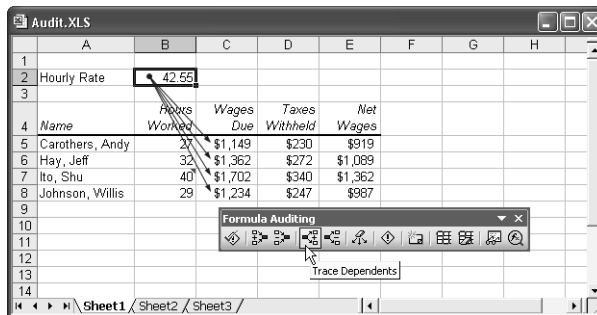 Audit.XLS
A B C D E F G H
1
2 Hourly Rate 42.55
3
Hours Wages Taxes Net
4 Name Worked Due Withheld Wages
5 Carothers, Andy 27 $1,149 $230 $919
6 Hay, Jeff 32 $1,362 $272 $1,089
7 Ito, Shu 40 $1,702 $340 $1,362
8 Johnson, Willis 29 $1,234 $247 $987
9
10
Formula Auditing
11
12
Trace Dependents
13
14
Sheet1 Sheet2 Sheet3